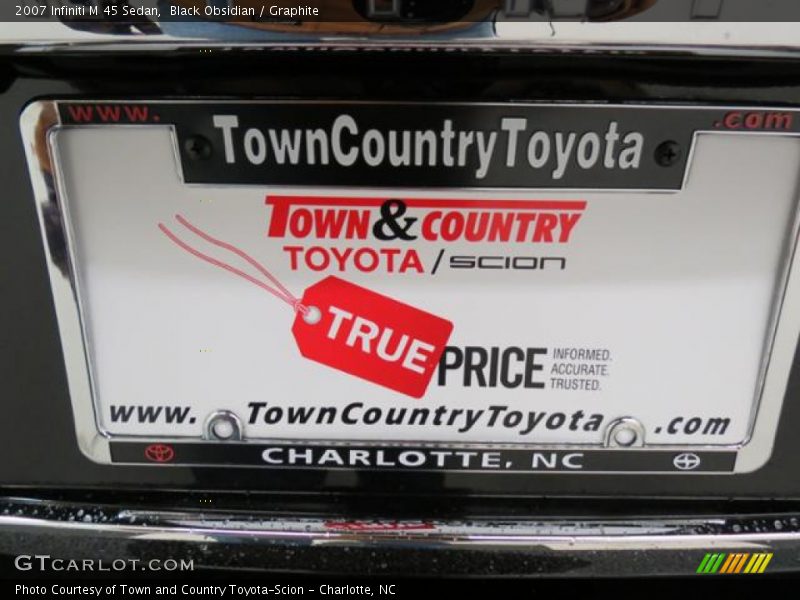 2007 Infiniti M 45 Sedan, Black Obsidian / Graphite
www. .com
TownCountryToyota
TOWN & COUNTRY
TOYOTA / SCION
TRUE PRICE
INFORMED.
ACCURATE.
TRUSTED.
www. TownCountryToyota .com
CHARLOTTE, NC
GTCARLOT.COM
Photo Courtesy of Town and Country Toyota-Scion - Charlotte, NC